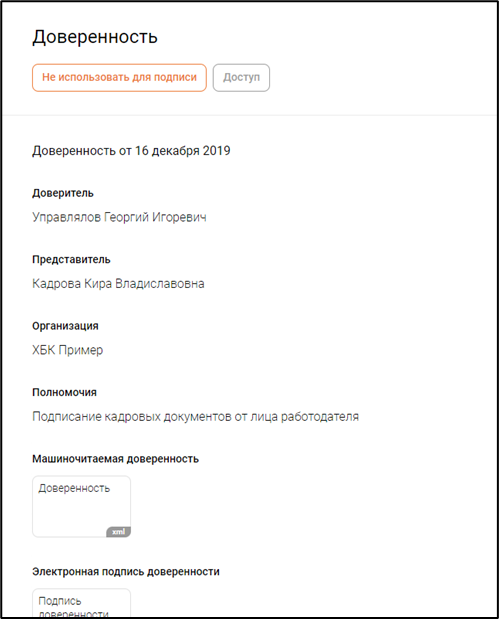 Доверенность
Не использовать для подписи
Доступ
Доверенность от 16 декабря 2019
Доверитель
Управлялов Георгий Игоревич
Представитель
Кадрова Кира Владиславовна
Организация
ХБК Пример
Полномочия
Подписание кадровых документов от лица работодателя
Машиночитаемая доверенность
Доверенность
xml
Электронная подпись доверенности
Подпись
доверенности